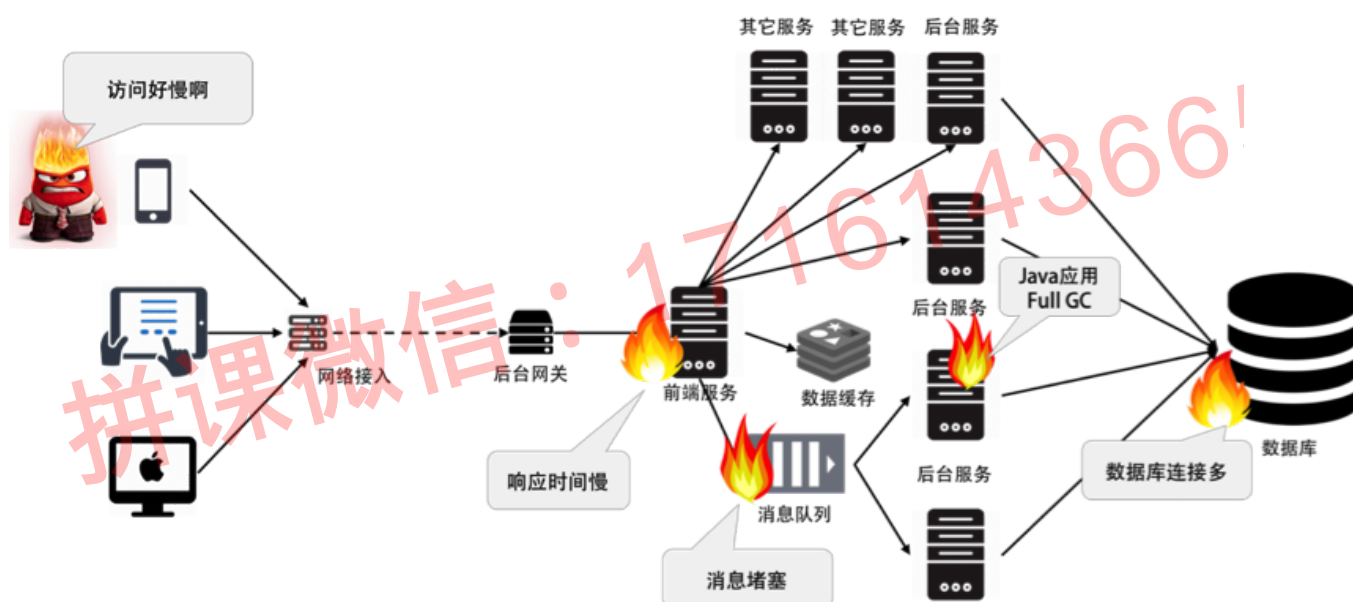 其它服务
其它服务
后台服务
访问好慢啊
后台服务
Java应用
Full GC
网络接入
后台网关
前端服务
数据缓存
响应时间慢
消息队列
后台服务
数据库
数据库连接多
消息堵塞
拼课微信：1716143665